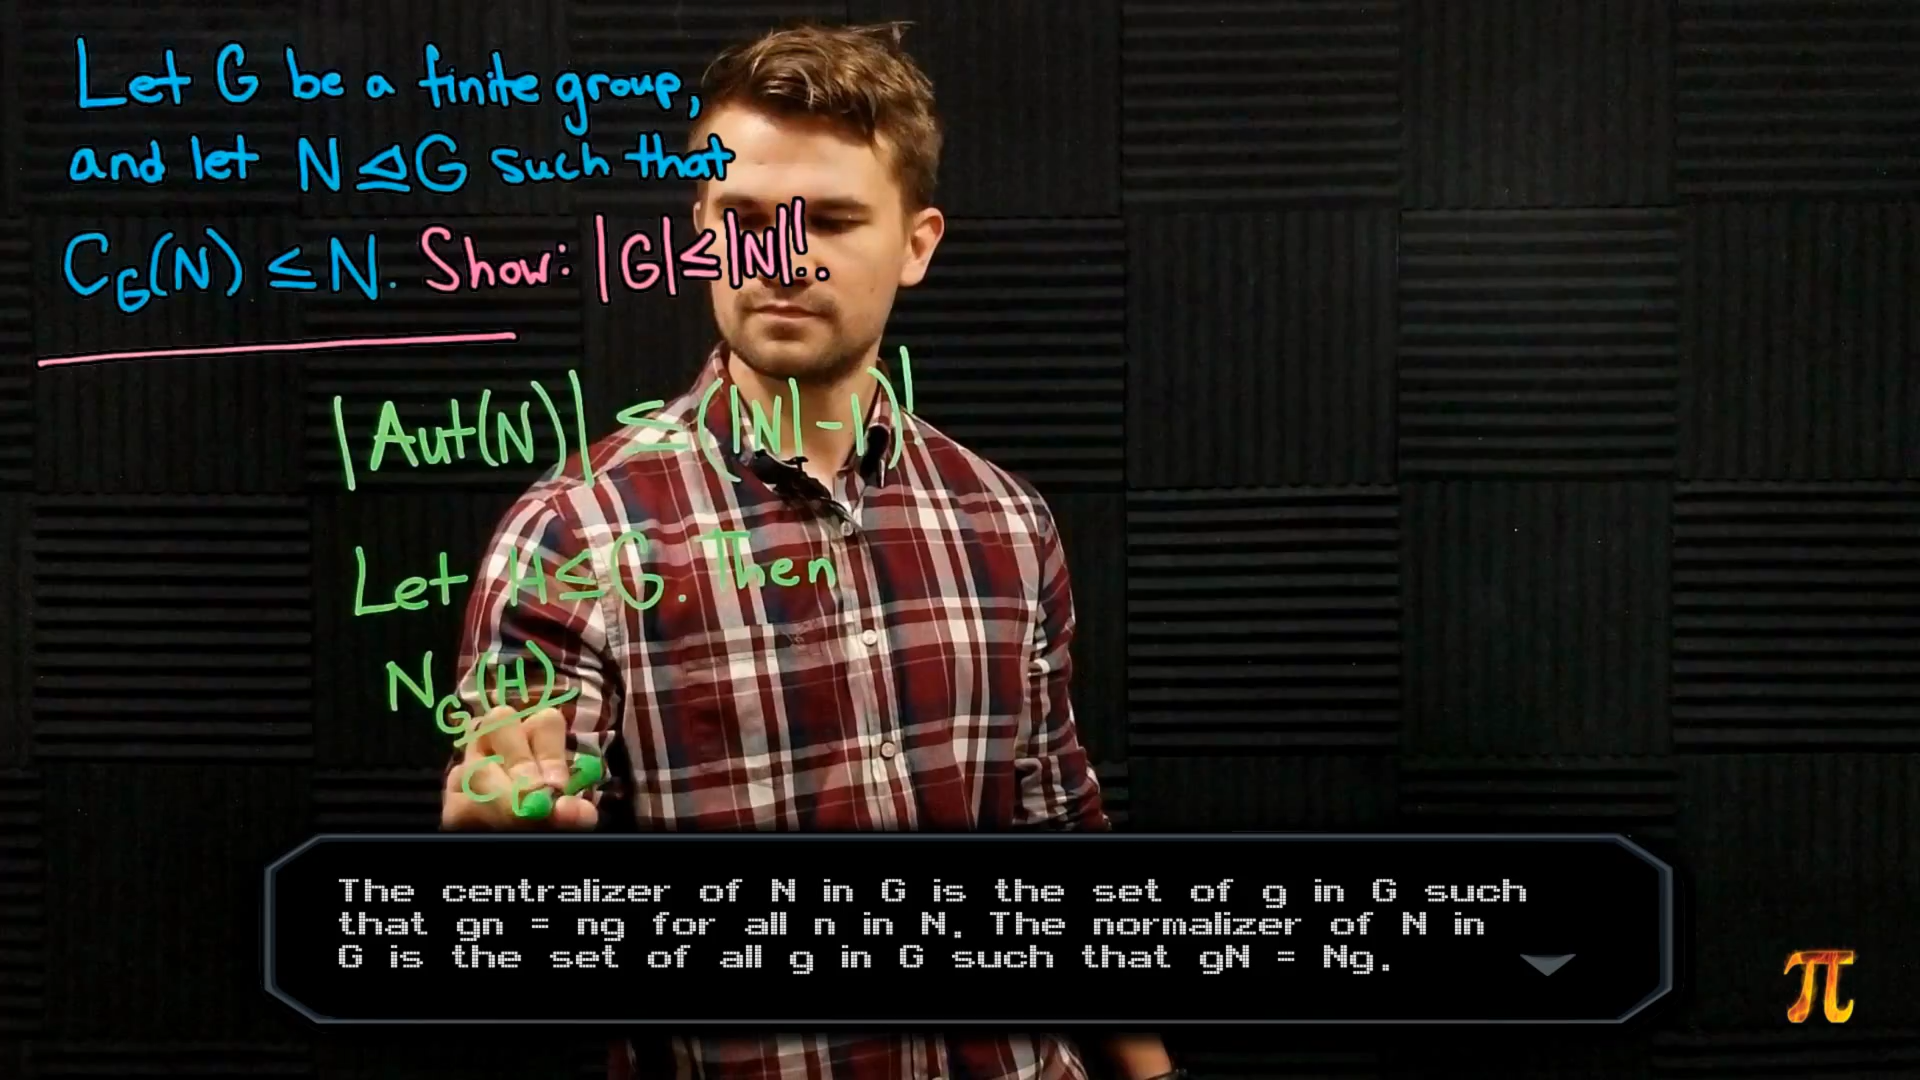 Let G be a finite group,
and let N ⊴ G such that
C_G(N) ≤ N. Show: |G| ≤ |N|!.
|Aut(N)| ≤ (|N|-1)!
Let H ≤ G. Then
N_G(H)
C_G
The centralizer of N in G is the set of g in G such
that gn = ng for all n in N. The normalizer of N in
G is the set of all g in G such that gN = Ng.
π